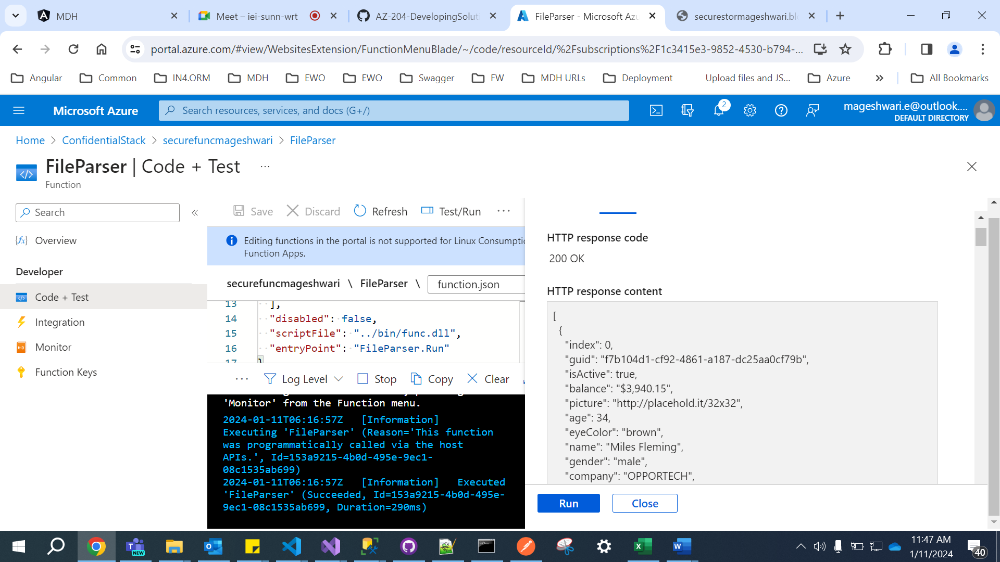 MDH
Meet – iei-sunn-wrt
AZ-204-DevelopingSoluti
FileParser - Microsoft Azu
securestormageshwari.bl
portal.azure.com/#view/WebsitesExtension/FunctionMenuBlade/~/code/resourceId/%2Fsubscriptions%2F1c3415e3-9852-4530-b794-...
Angular
Common
IN4.ORM
MDH
EWO
EWO
Swagger
FW
MDH URLs
Deployment
Upload files and JS...
Azure
»
All Bookmarks
Microsoft Azure
Search resources, services, and docs (G+/)
2
mageshwari.e@outlook....
DEFAULT DIRECTORY
Home > ConfidentialStack > securefuncmageshwari > FileParser
FileParser | Code + Test ...
Function
Search
«
Overview
Developer
Code + Test
Integration
Monitor
Function Keys
Save
Discard
Refresh
Test/Run
...
Editing functions in the portal is not supported for Linux Consumptio
Function Apps.
securefuncmageshwari \ FileParser \ function.json
13 ],
14 "disabled": false,
15 "scriptFile": "../bin/func.dll",
16 "entryPoint": "FileParser.Run"
17 }
...
Log Level
Stop
Copy
Clear
'Monitor' from the Function menu.
2024-01-11T06:16:57Z [Information]
Executing 'FileParser' (Reason='This function
was programmatically called via the host
APIs.', Id=153a9215-4b0d-495e-9ec1-
08c1535ab699)
2024-01-11T06:16:57Z [Information] Executed
'FileParser' (Succeeded, Id=153a9215-4b0d-495e-
9ec1-08c1535ab699, Duration=290ms)
HTTP response code
200 OK
HTTP response content
[
{
"index": 0,
"guid": "f7b104d1-cf92-4861-a187-dc25aa0cf79b",
"isActive": true,
"balance": "$3,940.15",
"picture": "http://placehold.it/32x32",
"age": 34,
"eyeColor": "brown",
"name": "Miles Fleming",
"gender": "male",
"company": "OPPORTECH",
Run
Close
NEW
11:47 AM
1/11/2024
40